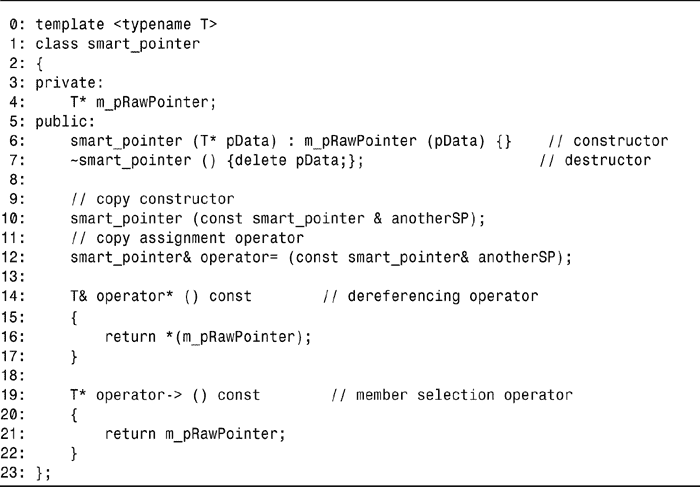 0: template <typename T>
1: class smart_pointer
2: {
3: private:
4:     T* m_pRawPointer;
5: public:
6:     smart_pointer (T* pData) : m_pRawPointer (pData) {}    // constructor
7:     ~smart_pointer () {delete pData;};                    // destructor
8:
9:     // copy constructor
10:     smart_pointer (const smart_pointer & anotherSP);
11:     // copy assignment operator
12:     smart_pointer& operator= (const smart_pointer& anotherSP);
13:
14:     T& operator* () const        // dereferencing operator
15:     {
16:         return *(m_pRawPointer);
17:     }
18:
19:     T* operator-> () const        // member selection operator
20:     {
21:         return m_pRawPointer;
22:     }
23: };